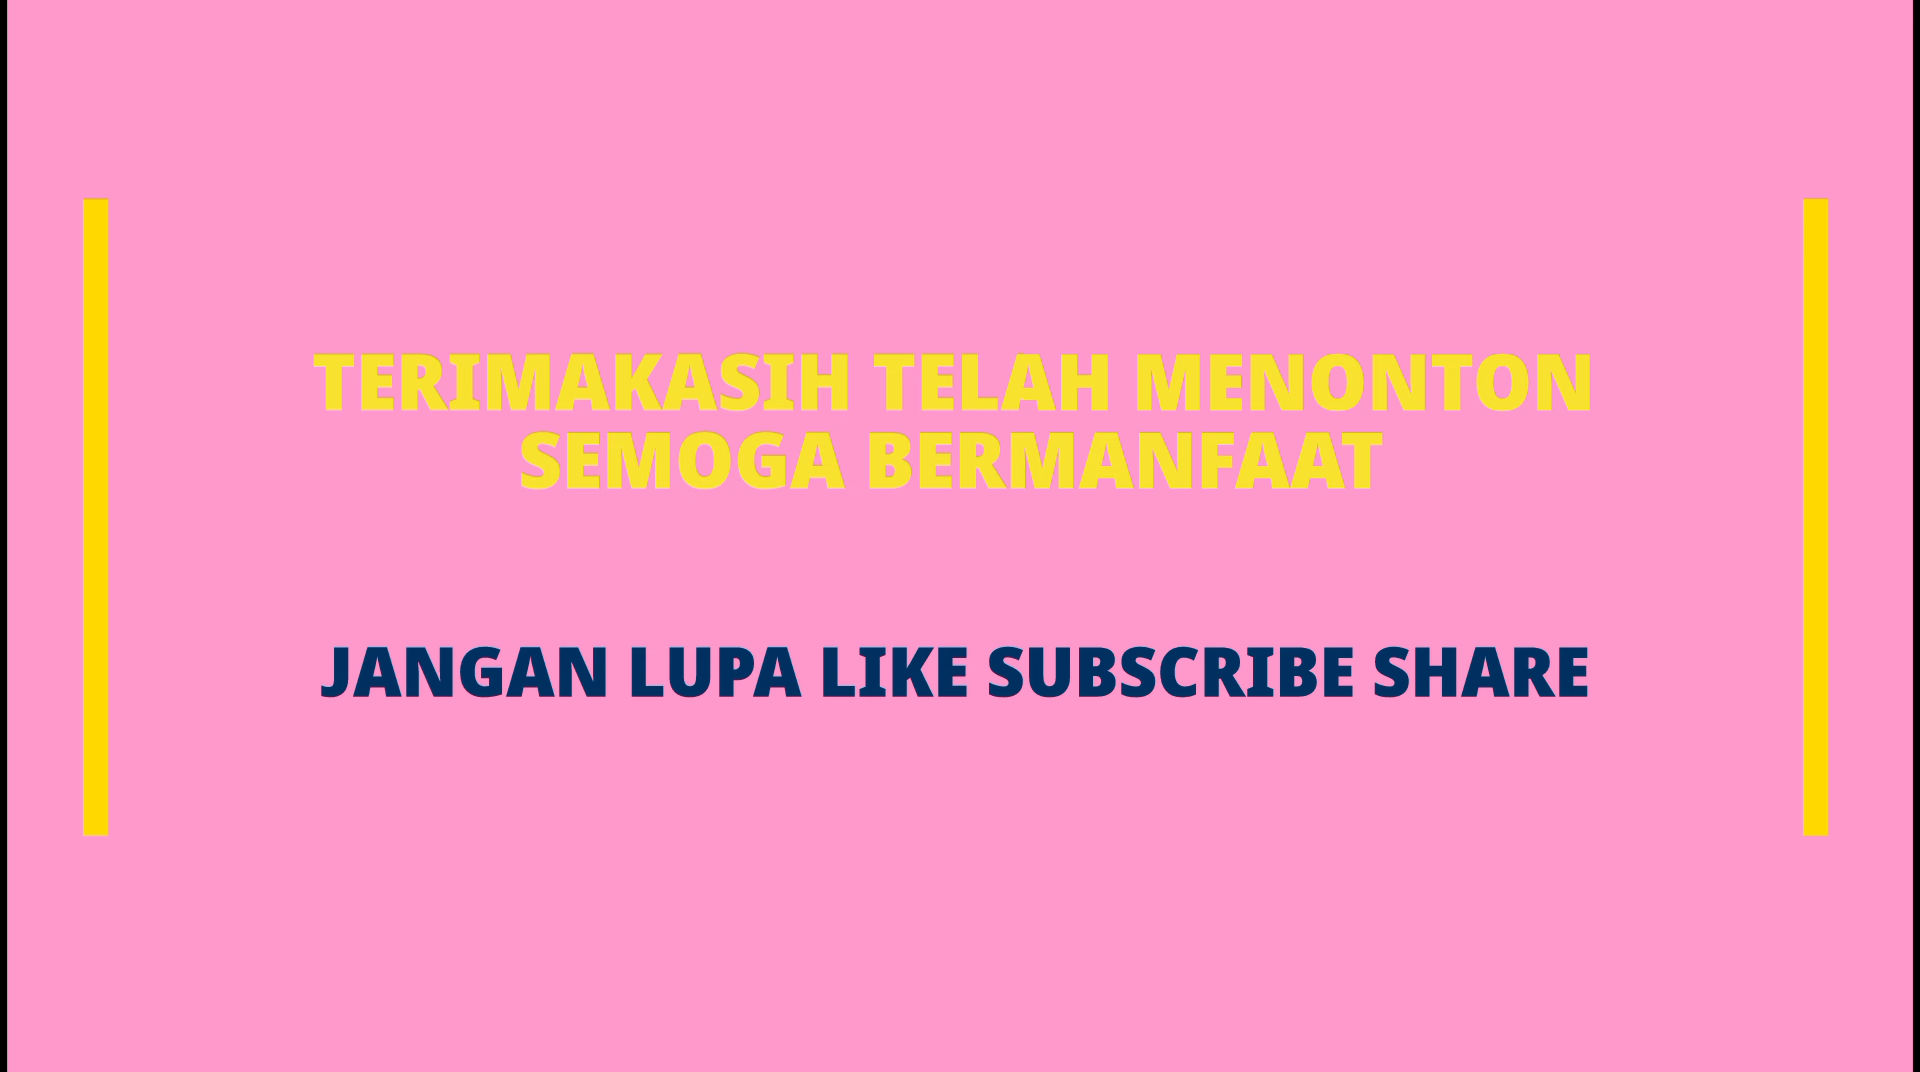 TERIMAKASIH TELAH MENONTON
SEMOGA BERMANFAAT
JANGAN LUPA LIKE SUBSCRIBE SHARE